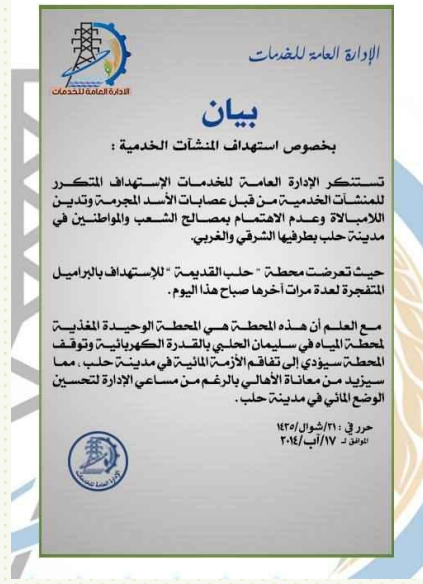 الإدارة العامة للخدمات
الادارة العامة للخدمات
بيان
بخصوص استهداف المنشآت الخدمية :
تستنكر الإدارة العامة للخدمات الإستهداف المتكرر
للمنشآت الخدمية من قبل عصابات الأسد المجرمة وتدين
اللامبالاة وعدم الاهتمام بمصالح الشعب والمواطنين في
مدينة حلب بطرفيها الشرقي والغربي.
حيث تعرضت محطة " حلب القديمة " للإستهداف بالبراميل
المتفجرة لعدة مرات آخرها صباح هذا اليوم .
مع العلم أن هذه المحطة هي المحطة الوحيدة المغذية
لمحطة المياه في سليمان الحلبي بالقدرة الكهربائية وتوقف
المحطة سيؤدي إلى تفاقم الأزمة المائية في مدينة حلب ، مما
سيزيد من معاناة الأهالي بالرغم من مساعي الإدارة لتحسين
الوضع المائي في مدينة حلب .
حرر في : ٢١/شوال/١٤٣٥
الموافق لـ ١٧/آب/٢٠١٤
الإدارة العامة للخدمات